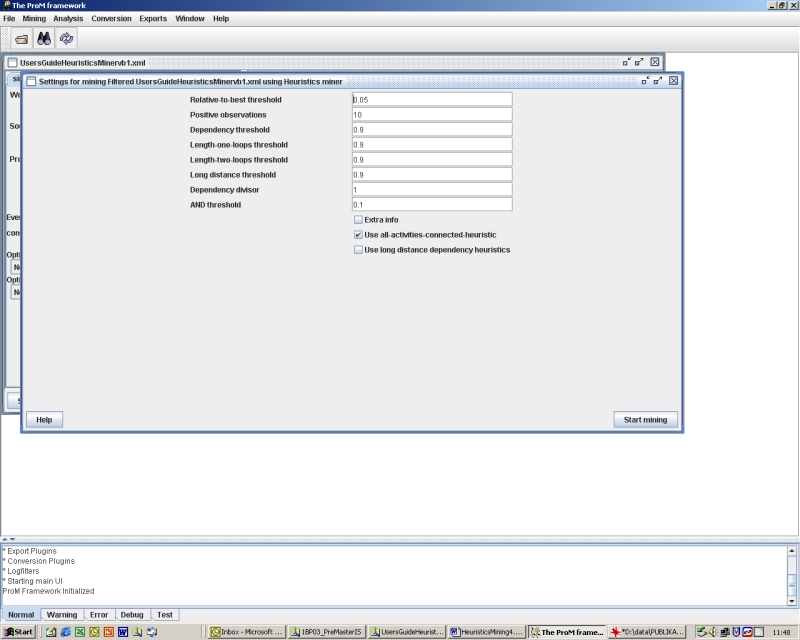 The ProM framework
File Mining Analysis Conversion Exports Window Help
UsersGuideHeuristicsMinervb1.xml
Settings for mining Filtered UsersGuideHeuristicsMinervb1.xml using Heuristics miner
Relative-to-best threshold 0.05
Positive observations 10
Dependency threshold 0.9
Length-one-loops threshold 0.9
Length-two-loops threshold 0.9
Long distance threshold 0.9
Dependency divisor 1
AND threshold 0.1
Extra info
Use all-activities-connected-heuristic
Use long distance dependency heuristics
Help Start mining
* Export Plugins
* Conversion Plugins
* Logfilters
* Starting main UI
ProM Framework Initialized
Normal Warning Error Debug Test
Start Inbox - Microsoft ... 1BP03_PreMasterIS UsersGuideHeurist... HeuristicsMining4.... The ProM frame... *D:\data\PUBLIKA... 11:48